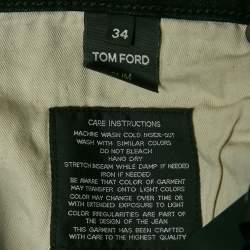 34
TOM FORD
SLIM
CARE INSTRUCTIONS
MACHINE WASH COLD INSIDE-OUT
WASH WITH SIMILAR COLORS
DO NOT BLEACH
HANG DRY
STRETCH INSEAM WHILE DAMP IF NEEDED
IRON IF NEEDED
BE AWARE THAT COLOR OF GARMENT
MAY TRANSFER ONTO LIGHT COLORS
COLOR MAY CHANGE OVER TIME OR
WITH EXTENDED EXPOSURE TO LIGHT
COLOR IRREGULARITIES ARE PART OF
THE DESIGN OF THE JEAN
THIS GARMENT HAS BEEN CRAFTED
WITH CARE TO THE HIGHEST QUALITY